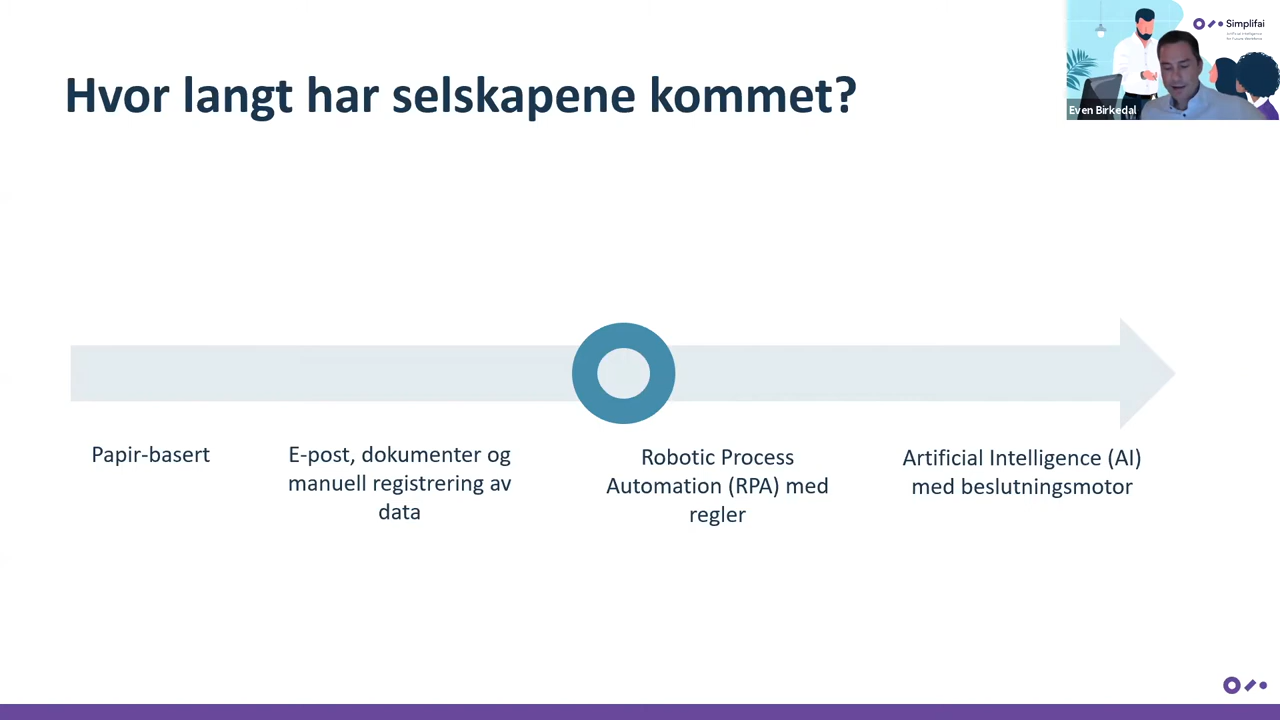 Hvor langt har selskapene kommet?
Simplifai
Even Birkedal
Papir-basert
E-post, dokumenter og
manuell registrering av
data
Robotic Process
Automation (RPA) med
regler
Artificial Intelligence (AI)
med beslutningsmotor